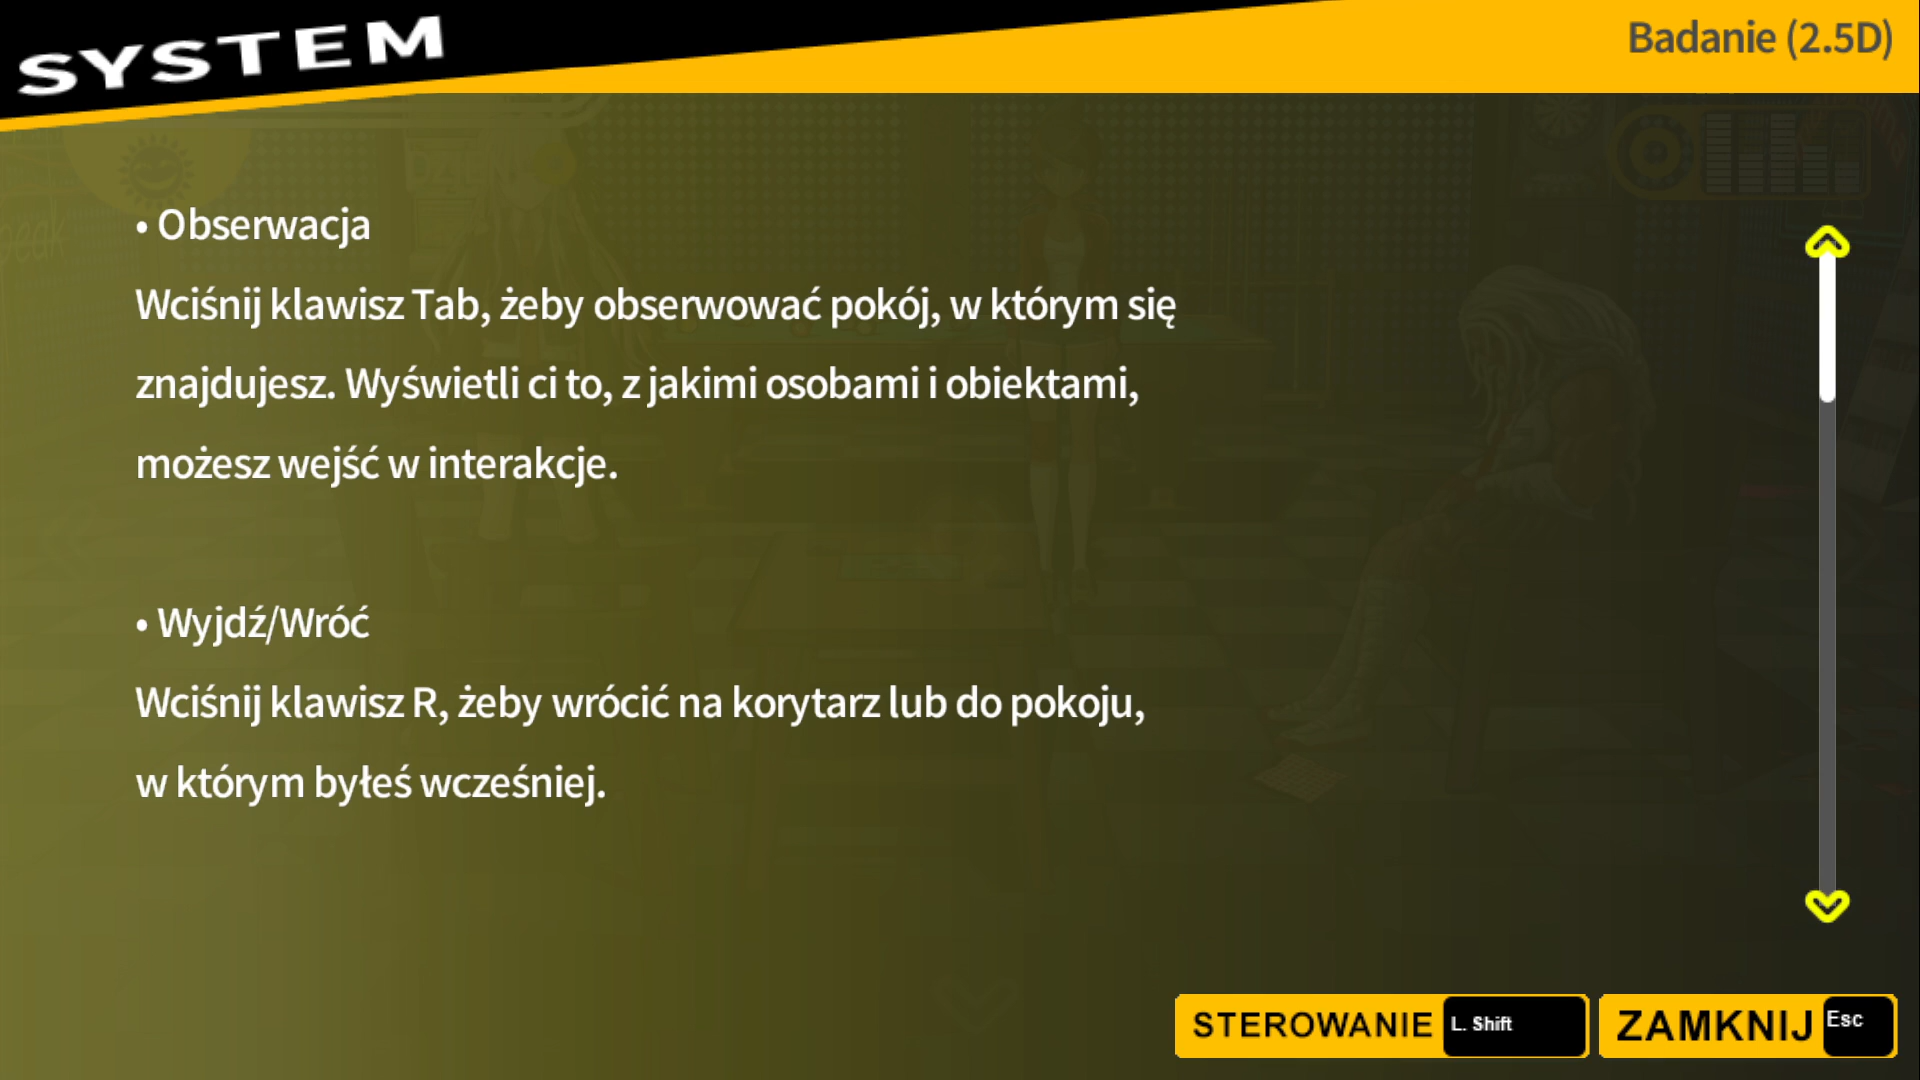 SYSTEM
Badanie (2.5D)
• Obserwacja
Wciśnij klawisz Tab, żeby obserwować pokój, w którym się
znajdujesz. Wyświetli ci to, z jakimi osobami i obiektami,
możesz wejść w interakcje.
• Wyjdź/Wróć
Wciśnij klawisz R, żeby wrócić na korytarz lub do pokoju,
w którym byłeś wcześniej.
STEROWANIE L. Shift
ZAMKNIJ Esc